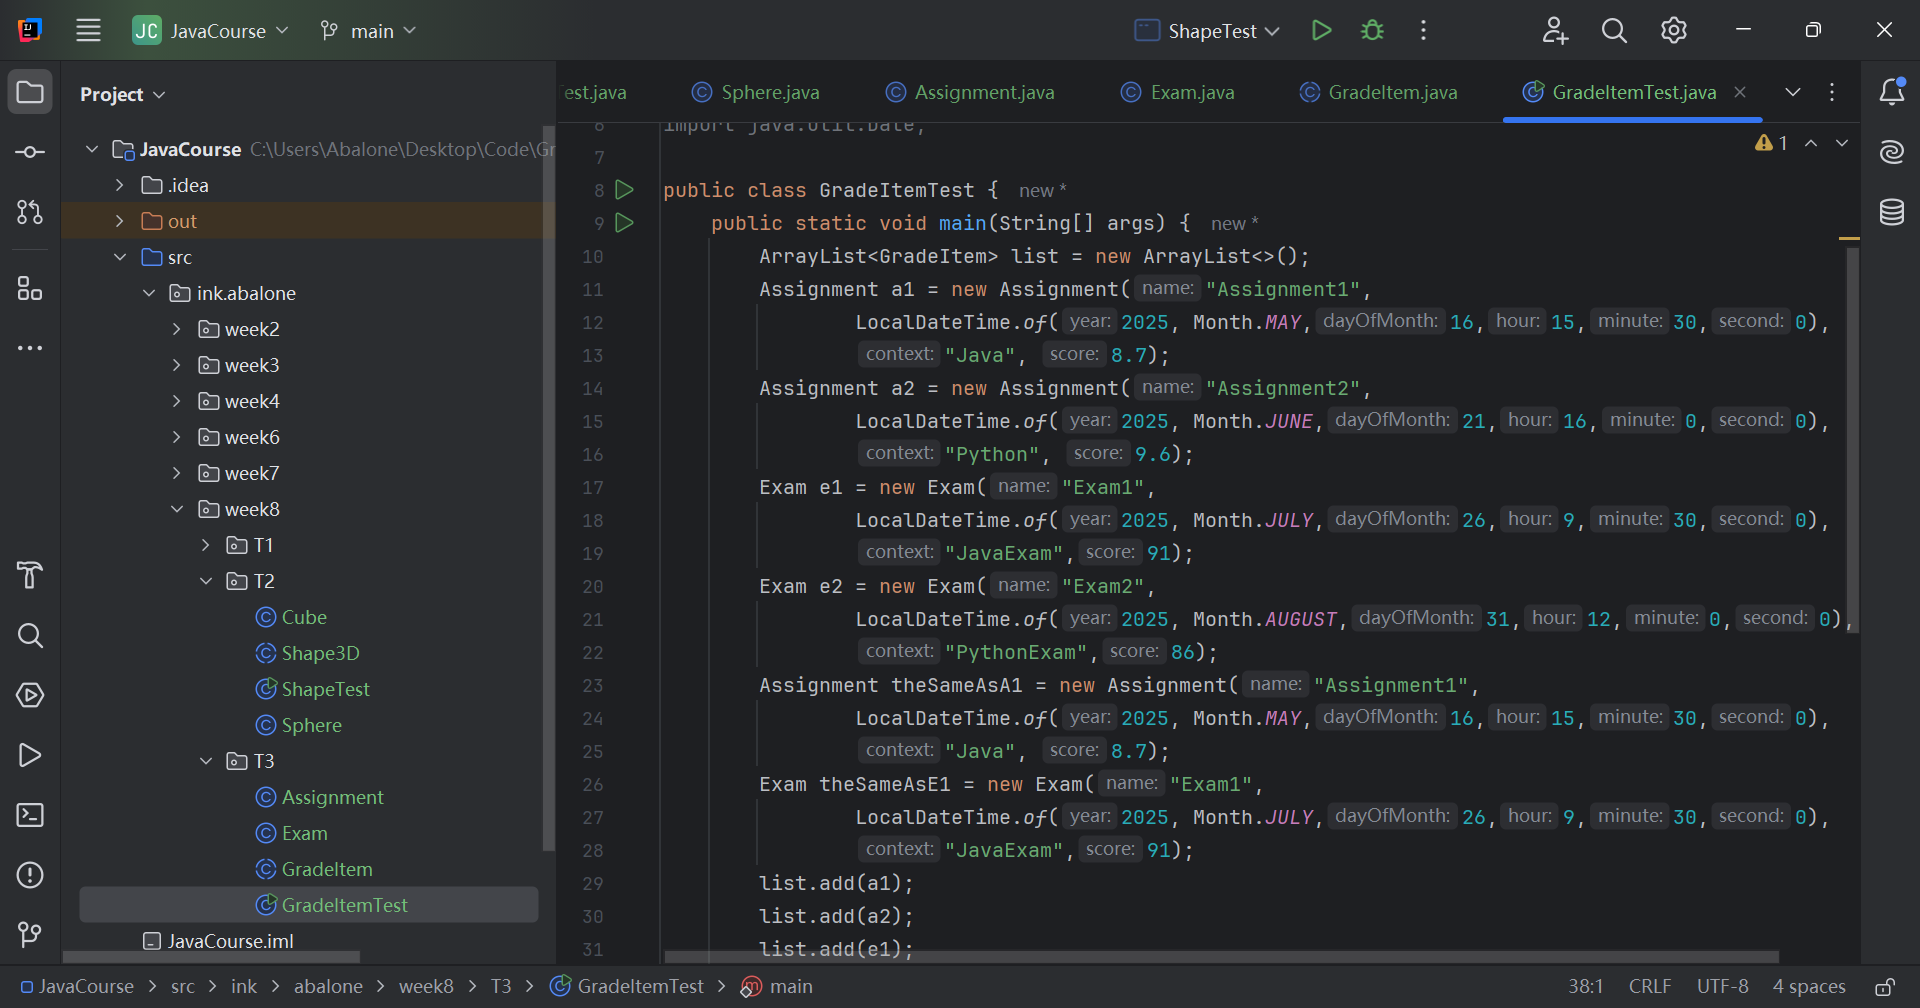 JC JavaCourse main ShapeTest
Project
est.java Sphere.java Assignment.java Exam.java GradeItem.java GradeItemTest.java
JavaCourse C:\Users\Abalone\Desktop\Code\Gr
.idea
out
src
ink.abalone
week2
week3
week4
week6
week7
week8
T1
T2
Cube
Shape3D
ShapeTest
Sphere
T3
Assignment
Exam
GradeItem
GradeItemTest
JavaCourse.iml
1
6 import java.util.Date;
7
8 public class GradeItemTest { new *
9 public static void main(String[] args) { new *
10 ArrayList<GradeItem> list = new ArrayList<>();
11 Assignment a1 = new Assignment( name: "Assignment1",
12 LocalDateTime.of( year: 2025, Month.MAY, dayOfMonth: 16, hour: 15, minute: 30, second: 0),
13 context: "Java", score: 8.7);
14 Assignment a2 = new Assignment( name: "Assignment2",
15 LocalDateTime.of( year: 2025, Month.JUNE, dayOfMonth: 21, hour: 16, minute: 0, second: 0),
16 context: "Python", score: 9.6);
17 Exam e1 = new Exam( name: "Exam1",
18 LocalDateTime.of( year: 2025, Month.JULY, dayOfMonth: 26, hour: 9, minute: 30, second: 0),
19 context: "JavaExam", score: 91);
20 Exam e2 = new Exam( name: "Exam2",
21 LocalDateTime.of( year: 2025, Month.AUGUST, dayOfMonth: 31, hour: 12, minute: 0, second: 0),
22 context: "PythonExam", score: 86);
23 Assignment theSameAsA1 = new Assignment( name: "Assignment1",
24 LocalDateTime.of( year: 2025, Month.MAY, dayOfMonth: 16, hour: 15, minute: 30, second: 0),
25 context: "Java", score: 8.7);
26 Exam theSameAsE1 = new Exam( name: "Exam1",
27 LocalDateTime.of( year: 2025, Month.JULY, dayOfMonth: 26, hour: 9, minute: 30, second: 0),
28 context: "JavaExam", score: 91);
29 list.add(a1);
30 list.add(a2);
31 list.add(e1);
JavaCourse > src > ink > abalone > week8 > T3 > GradeItemTest > main 38:1 CRLF UTF-8 4 spaces